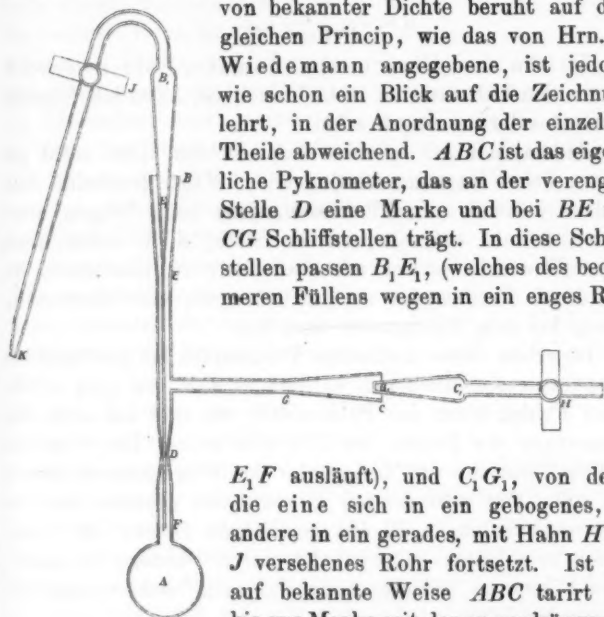 von bekannter Dichte beruht auf d
gleichen Princip, wie das von Hrn.
Wiedemann angegebene, ist jedo
wie schon ein Blick auf die Zeichnu
lehrt, in der Anordnung der einzel
Theile abweichend. ABC ist das eige
liche Pyknometer, das an der vereng
Stelle D eine Marke und bei BE
CG Schliffstellen trägt. In diese Sch
stellen passen B₁E₁, (welches des beq
meren Füllens wegen in ein enges R
J
B₁
B
E
K
G
C
C₁
H
D
F
A
E₁F ausläuft), und C₁G₁, von de
die eine sich in ein gebogenes,
andere in ein gerades, mit Hahn H
J versehenes Rohr fortsetzt. Ist
auf bekannte Weise ABC tarirt